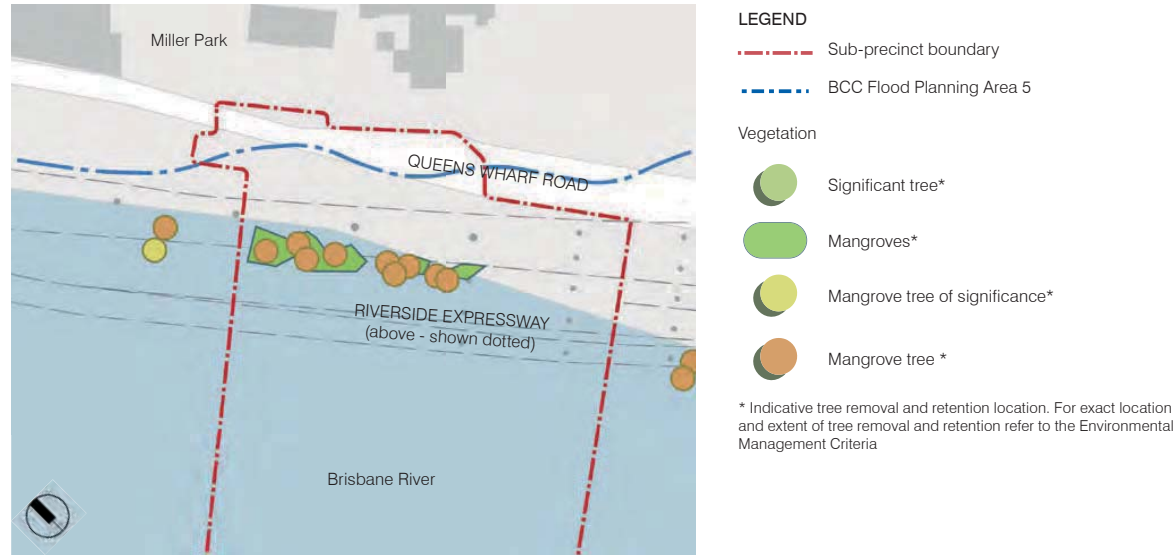 Miller Park
QUEENS WHARF ROAD
RIVERSIDE EXPRESSWAY
(above - shown dotted)
Brisbane River
LEGEND
Sub-precinct boundary
BCC Flood Planning Area 5
Vegetation
Significant tree*
Mangroves*
Mangrove tree of significance*
Mangrove tree *
* Indicative tree removal and retention location. For exact location
and extent of tree removal and retention refer to the Environmental
Management Criteria